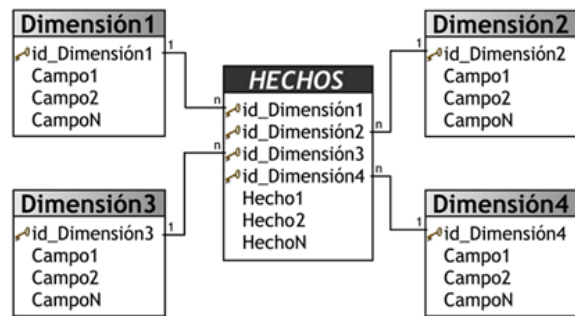 Dimensión1
id_Dimensión1
Campo1
Campo2
CampoN
1
Dimensión2
id_Dimensión2
Campo1
Campo2
CampoN
1
HECHOS
id_Dimensión1
id_Dimensión2
id_Dimensión3
id_Dimensión4
Hecho1
Hecho2
HechoN
n
n
n
n
Dimensión3
id_Dimensión3
Campo1
Campo2
CampoN
1
Dimensión4
id_Dimensión4
Campo1
Campo2
CampoN
1